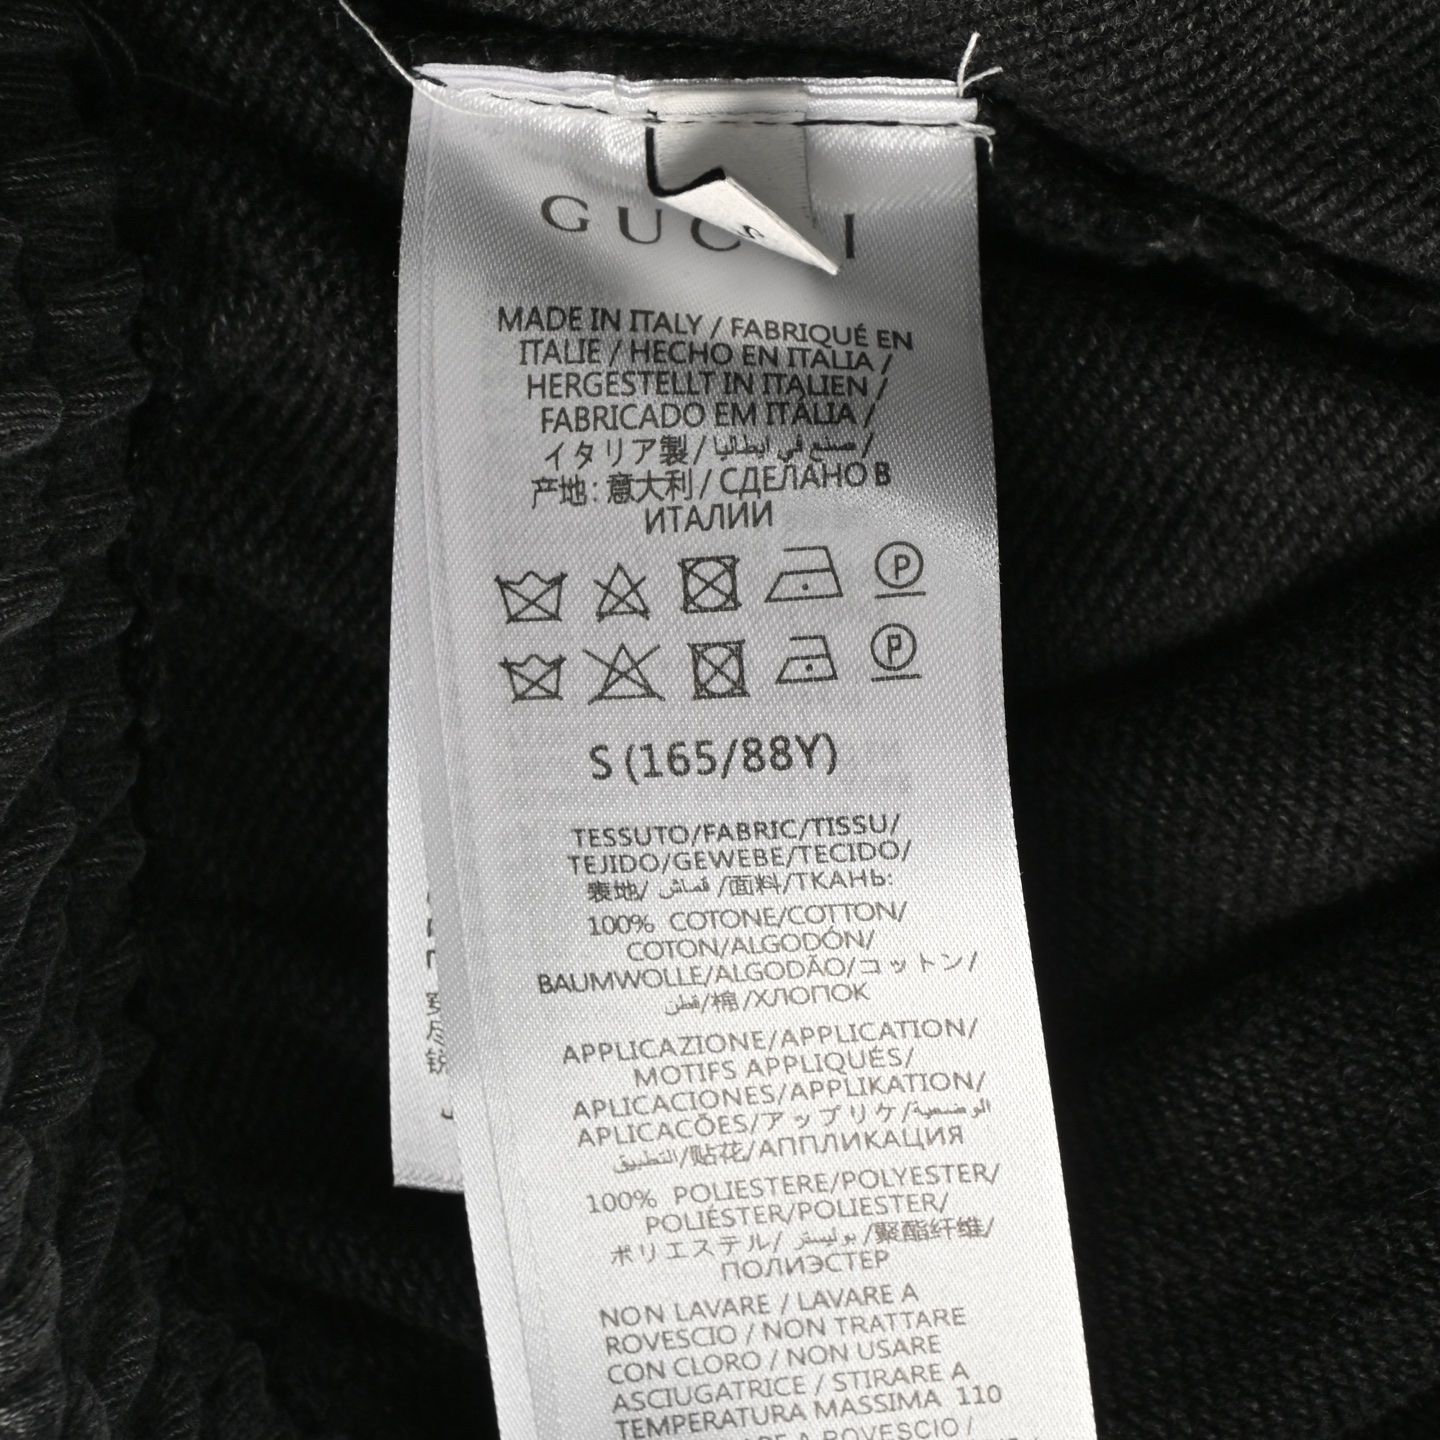 GUCCI
S
MADE IN ITALY / FABRIQUÉ EN
ITALIE / HECHO EN ITALIA /
HERGESTELLT IN ITALIEN /
FABRICADO EM ITÁLIA /
イタリア製 / صنع في ايطاليا /
产地 : 意大利 / СДЕЛАНО В
ИТАЛИИ
P
P
S (165/88Y)
TESSUTO/FABRIC/TISSU/
TEJIDO/GEWEBE/TECIDO/
表地/ قماش /面料/ТКАНЬ:
100% COTONE/COTTON/
COTON/ALGODÓN/
BAUMWOLLE/ALGODÃO/コットン/
قطن/棉/ХЛОПОК
APPLICAZIONE/APPLICATION/
MOTIFS APPLIQUÉS/
APLICACIONES/APPLIKATION/
APLICACÕES/アップリケ/الوضعية
التطبيق/贴花/АППЛИКАЦИЯ
100% POLIESTERE/POLYESTER/
POLIÉSTER/POLIESTER/
ポリエステル/ بوليستر /聚酯纤维/
ПОЛИЭСТЕР
NON LAVARE / LAVARE A
ROVESCIO / NON TRATTARE
CON CLORO / NON USARE
ASCIUGATRICE / STIRARE A
TEMPERATURA MASSIMA 110
A ROVESCIO /